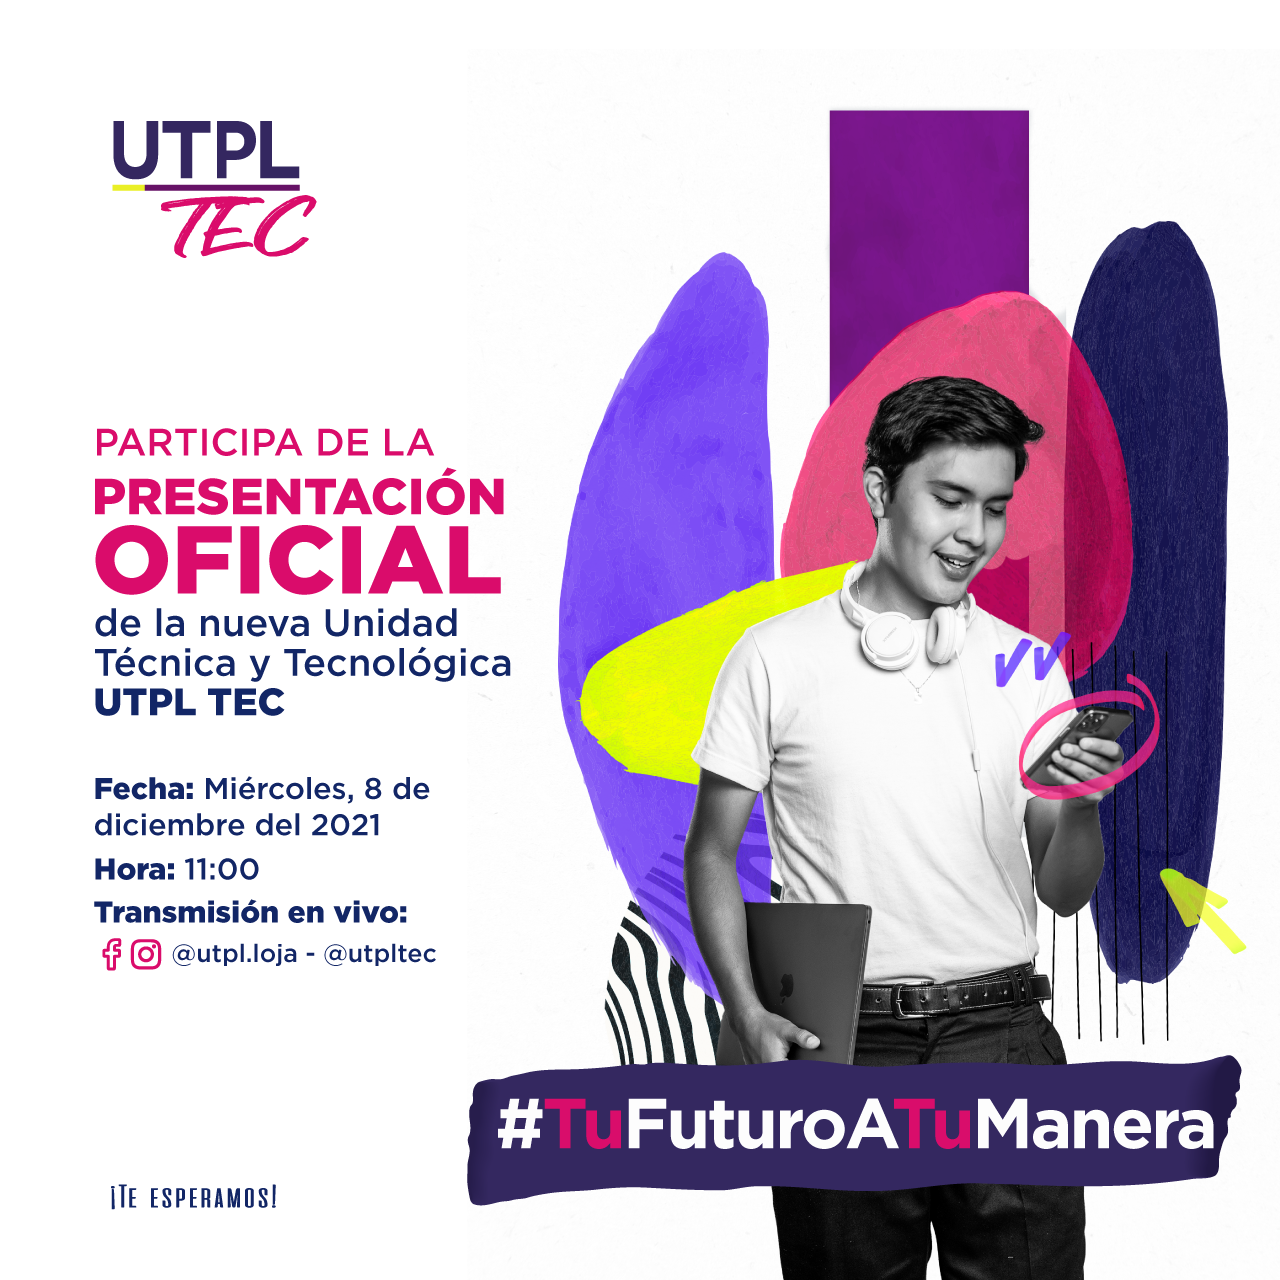 UTPL
TEC
PARTICIPA DE LA
PRESENTACIÓN
OFICIAL
de la nueva Unidad
Técnica y Tecnológica
UTPL TEC
Fecha: Miércoles, 8 de
diciembre del 2021
Hora: 11:00
Transmisión en vivo:
@utpl.loja - @utpltec
#TuFuturoATuManera
¡TE ESPERAMOS!